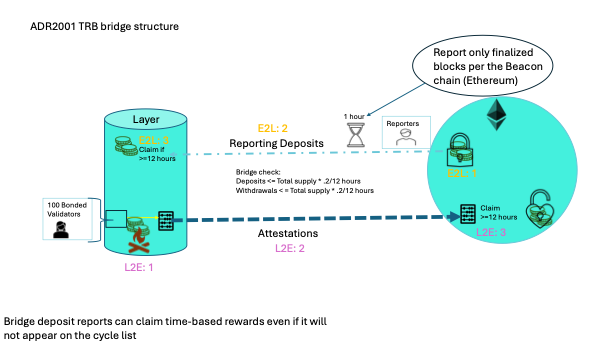 ADR2001 TRB bridge structure
Report only finalized
blocks per the Beacon
chain (Ethereum)
Layer
E2L: 3
Claim if
>=12 hours
E2L: 2
Reporting Deposits
1 hour
Reporters
E2L: 1
Bridge check:
Deposits <= Total supply * .2/12 hours
Withdrawals < = Total supply * .2/12 hours
100 Bonded
Validators
Claim
>=12 hours
Attestations
L2E: 1
L2E: 2
L2E: 3
Bridge deposit reports can claim time-based rewards even if it will
not appear on the cycle list